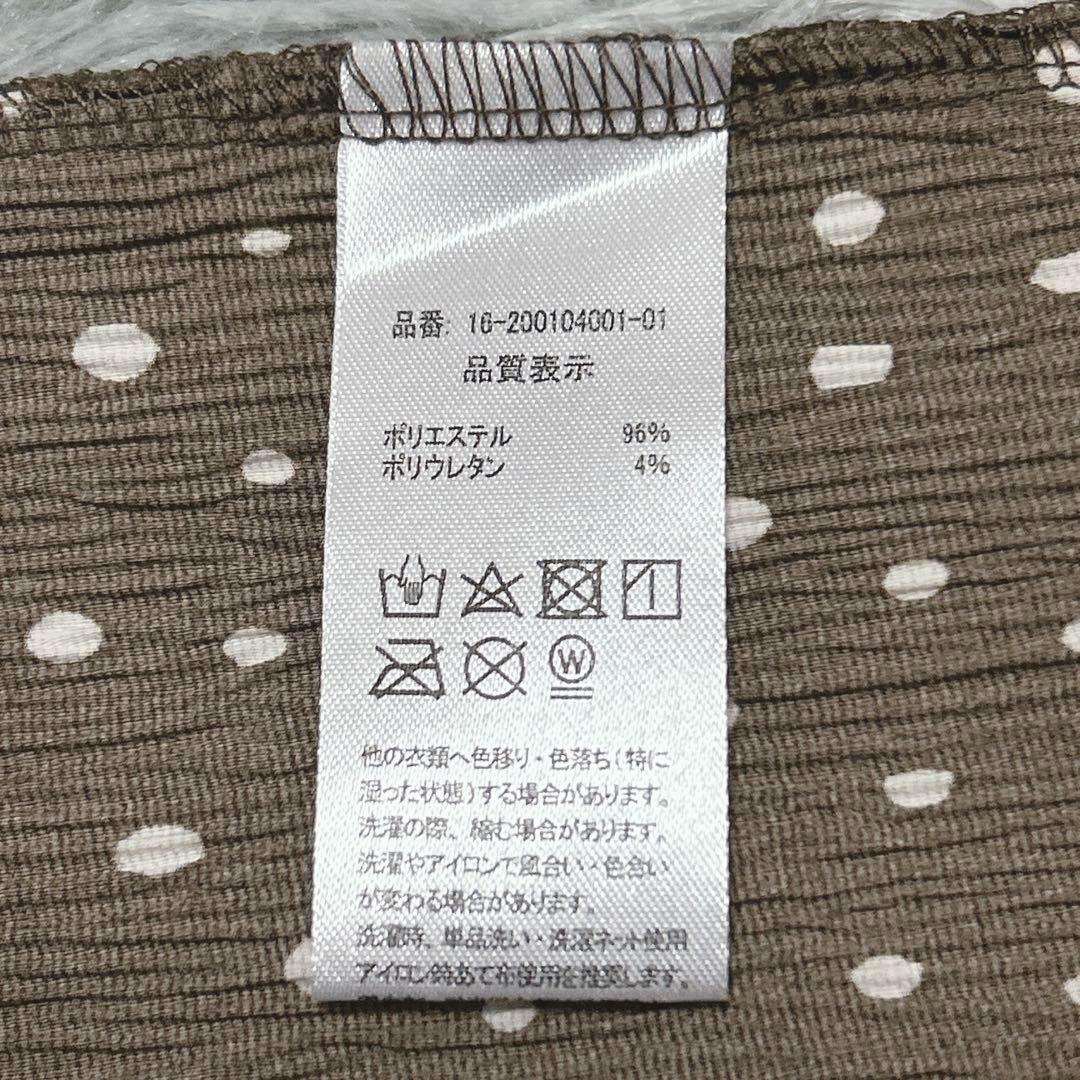 品番: 16-200104001-01
品質表示
ポリエステル 96%
ポリウレタン 4%
W
他の衣類へ色移り・色落ち(特に
湿った状態)する場合があります。
洗濯の際、縮む場合があります。
洗濯やアイロンで風合い・色合い
が変わる場合があります。
洗濯時、単品洗い・洗濯ネット使用
アイロン時あて布使用を推奨します。